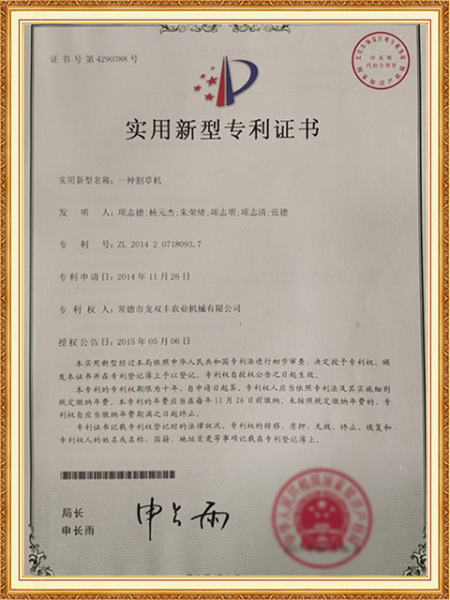 证书号第4290388号
实用新型专利证书
实用新型名称：一种割草机
发明人：项志德;杨元杰;朱荣绪;项志明;项志清;张德
专利号：ZL 2014 2 0718093.7
专利申请日：2014年11月26日
专利权人：常德市龙双丰农业机械有限公司
授权公告日：2015年05月06日
本实用新型经过本局依照中华人民共和国专利法进行初步审查，决定授予专利权，颁
发本证书并在专利登记簿上予以登记。专利权自授权公告之日起生效。
本专利的专利权期限为十年，自申请日起算。专利权人应当依照专利法及其实施细则
规定缴纳年费。本专利的年费应当在每年11月26日前缴纳。未按照规定缴纳年费的，专
利权自应当缴纳年费期满之日起终止。
专利证书记载专利权登记时的法律状况。专利权的转移、质押、无效、终止、恢复和
专利权人的姓名或名称、国籍、地址变更等事项记载在专利登记簿上。
局长
申长雨
申长雨